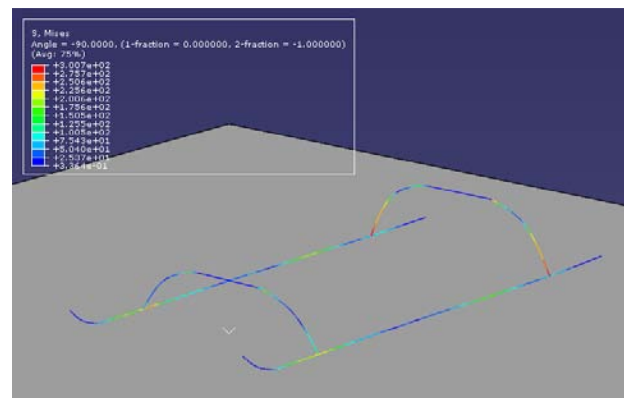 S, Mises
Angle = -90.0000, (1-fraction = 0.000000, 2-fraction = -1.000000)
(Avg: 75%)
+3.007e+02
+2.757e+02
+2.506e+02
+2.256e+02
+2.006e+02
+1.756e+02
+1.505e+02
+1.255e+02
+1.005e+02
+7.543e+01
+5.040e+01
+2.537e+01
+3.364e-01